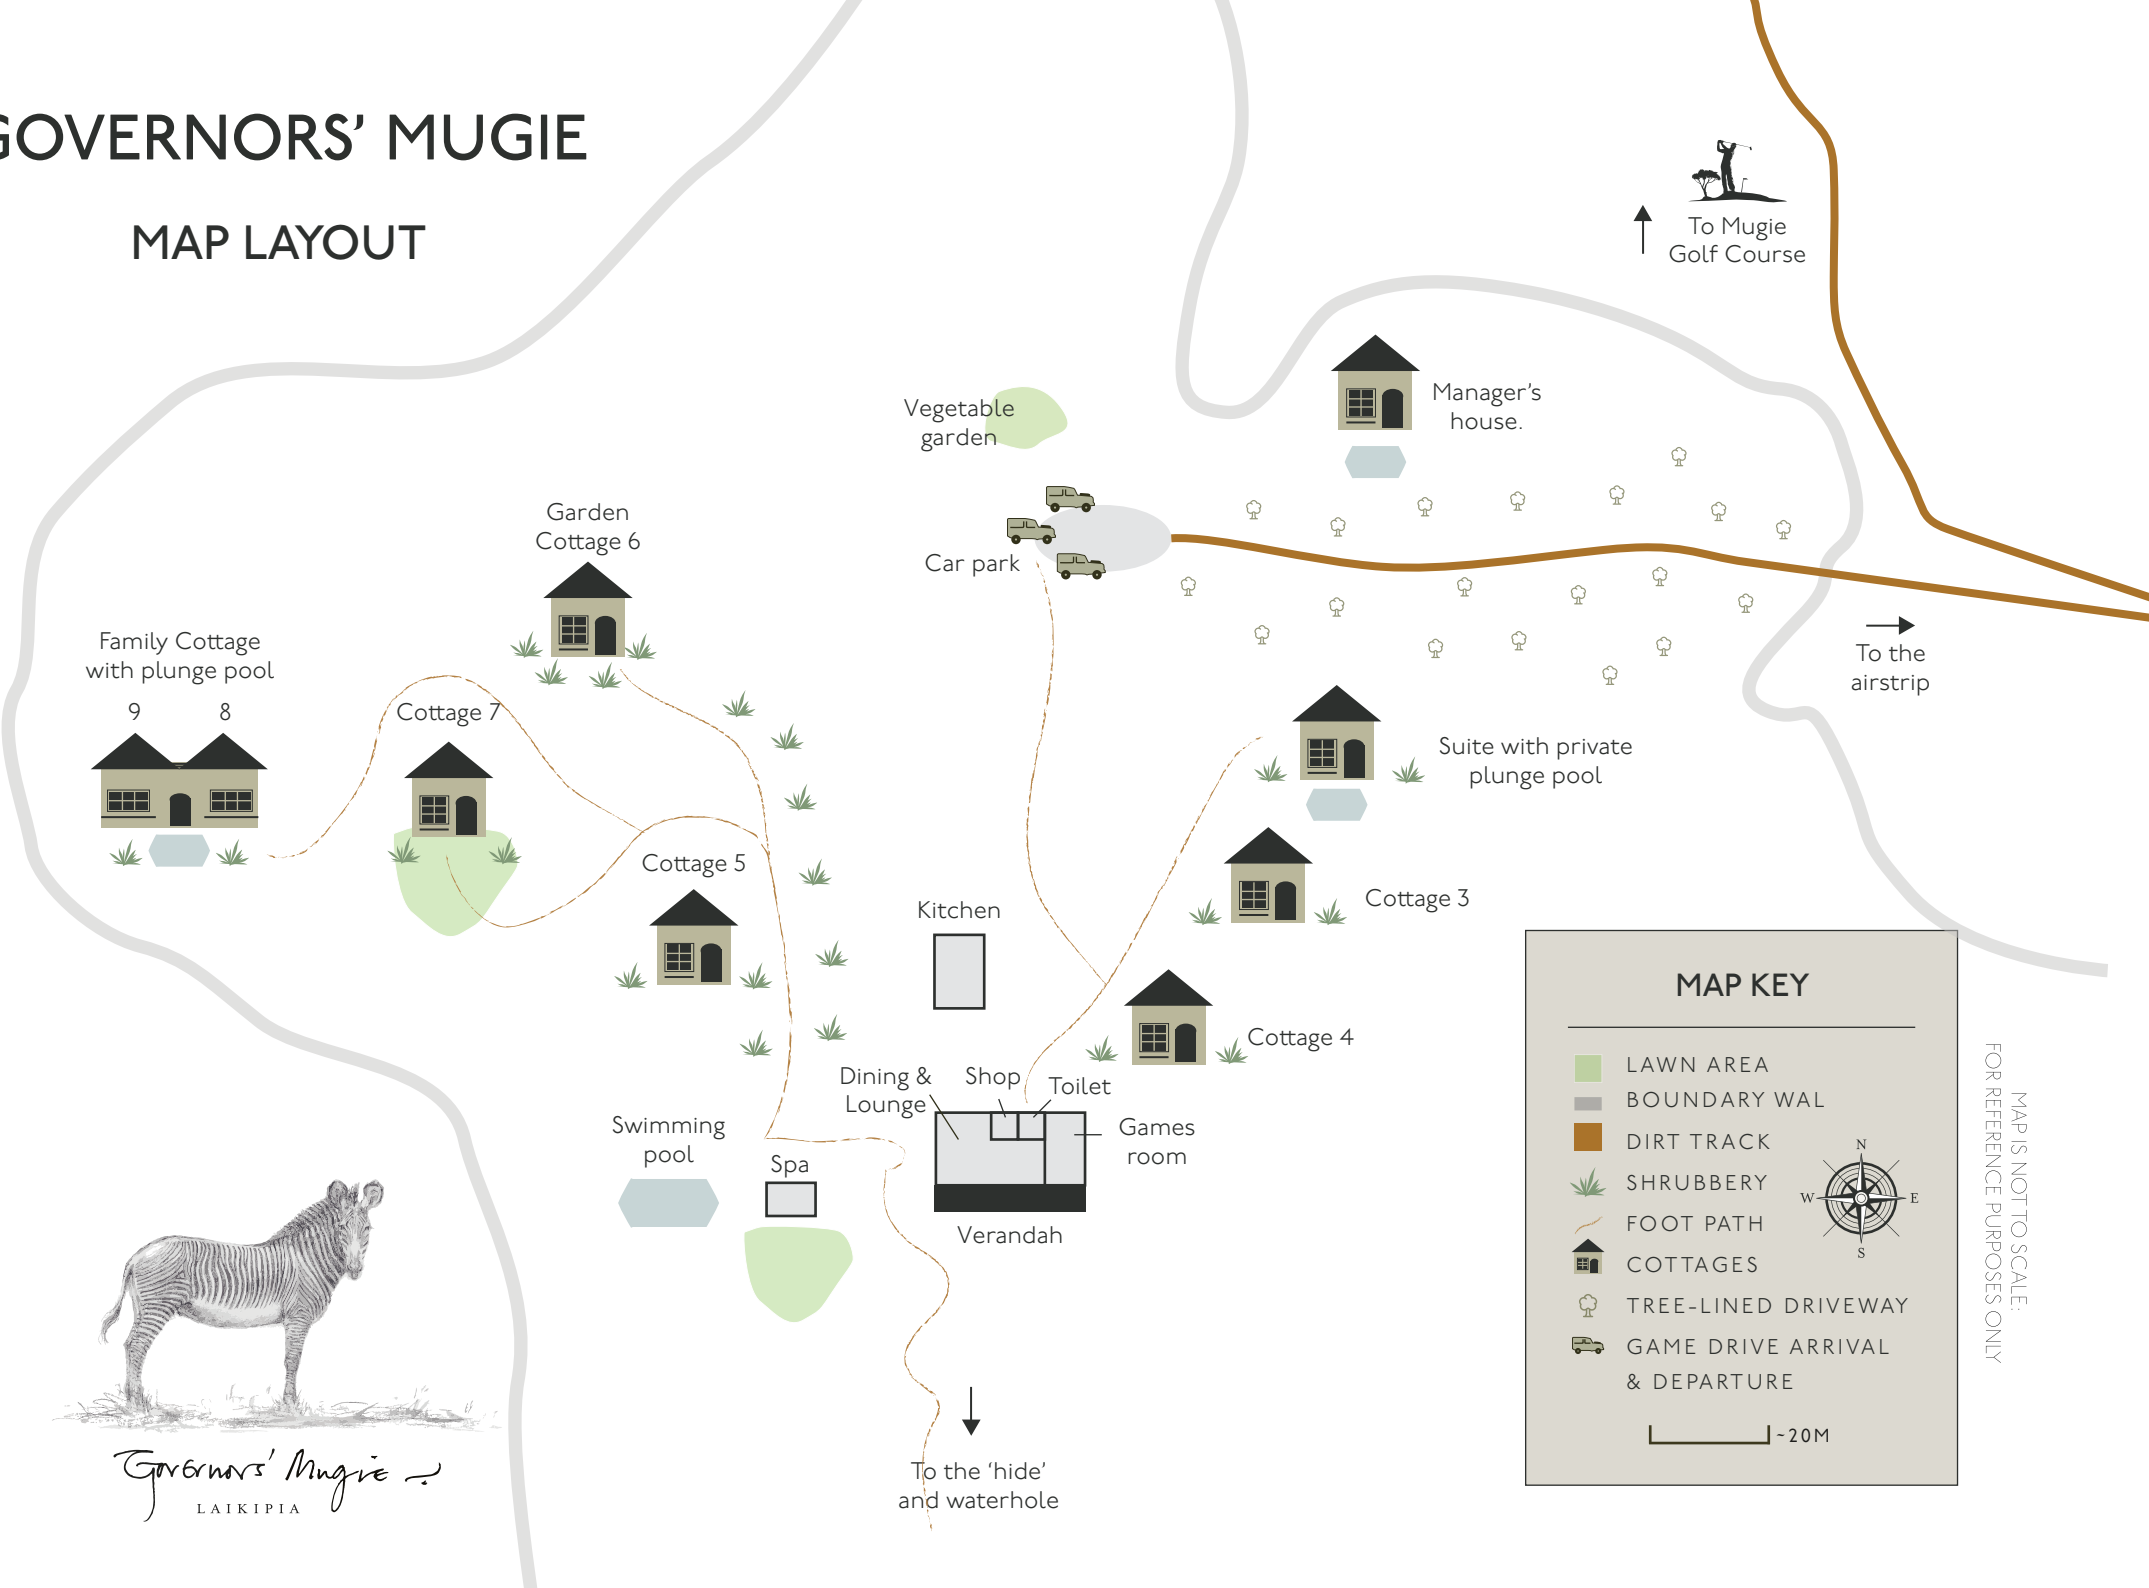 GOVERNORS’ MUGIE
MAP LAYOUT
To Mugie
Golf Course
Manager’s
house.
Vegetable
garden
Car park
Garden
Cottage 6
Family Cottage
with plunge pool
9
8
Cottage 7
To the
airstrip
Suite with private
plunge pool
Cottage 5
Cottage 3
Kitchen
Cottage 4
Dining &
Lounge
Shop
Toilet
Games
room
Swimming
pool
Spa
Verandah
To the ‘hide’
and waterhole
MAP KEY
LAWN AREA
BOUNDARY WAL
DIRT TRACK
SHRUBBERY
FOOT PATH
COTTAGES
TREE-LINED DRIVEWAY
GAME DRIVE ARRIVAL
& DEPARTURE
~20M
N
W
E
S
MAP IS NOT TO SCALE:
FOR REFERENCE PURPOSES ONLY
Governors’ Mugie
LAIKIPIA